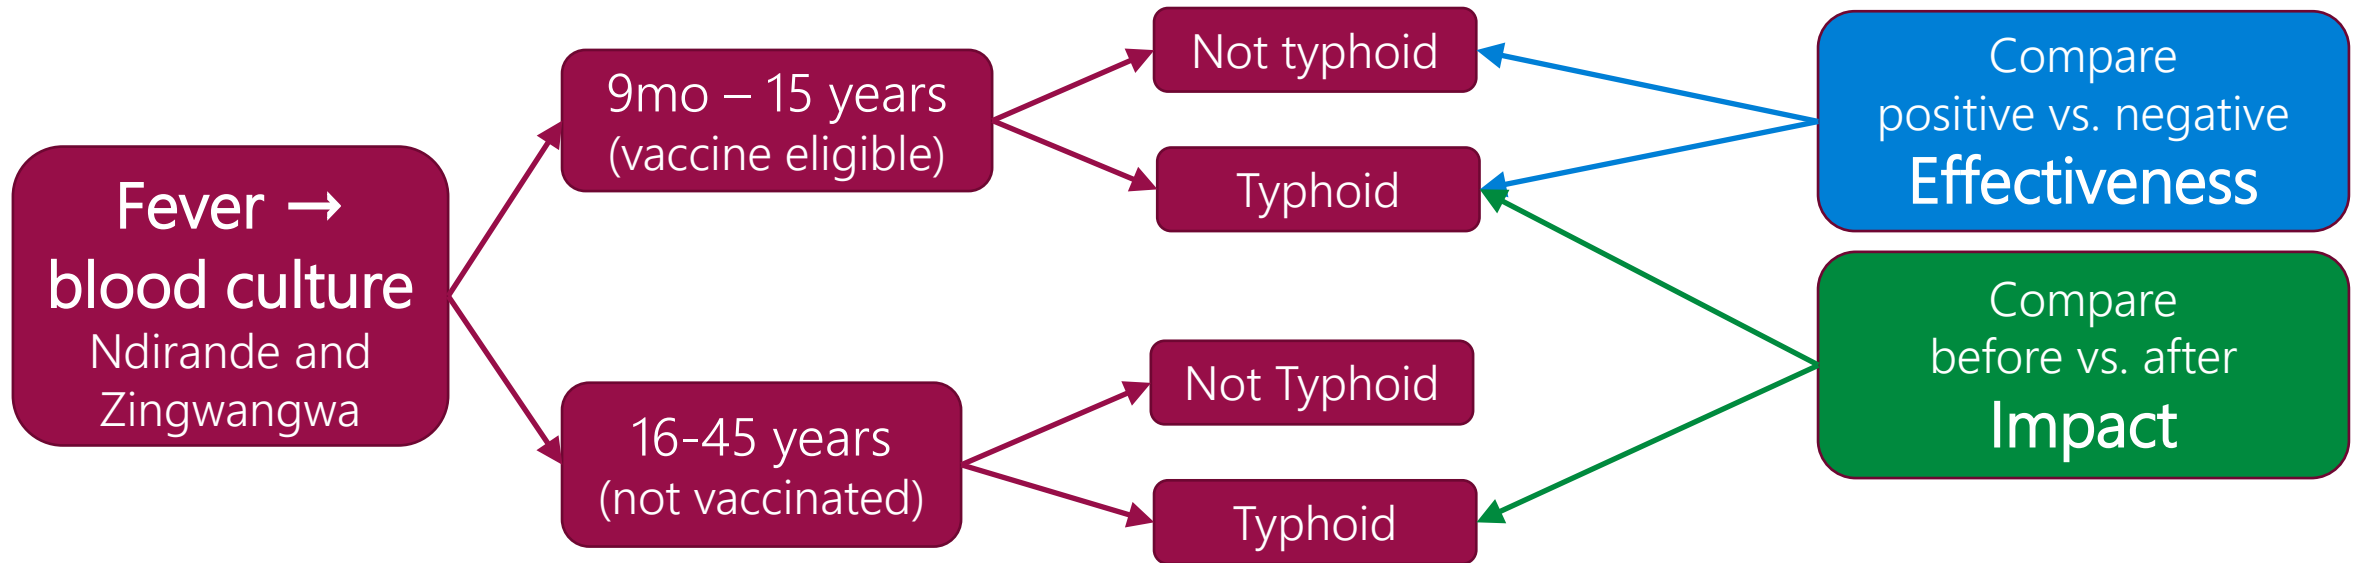 Fever →
blood culture
Ndirande and
Zingwangwa
9mo – 15 years
(vaccine eligible)
16-45 years
(not vaccinated)
Not typhoid
Typhoid
Not Typhoid
Typhoid
Compare
positive vs. negative
Effectiveness
Compare
before vs. after
Impact